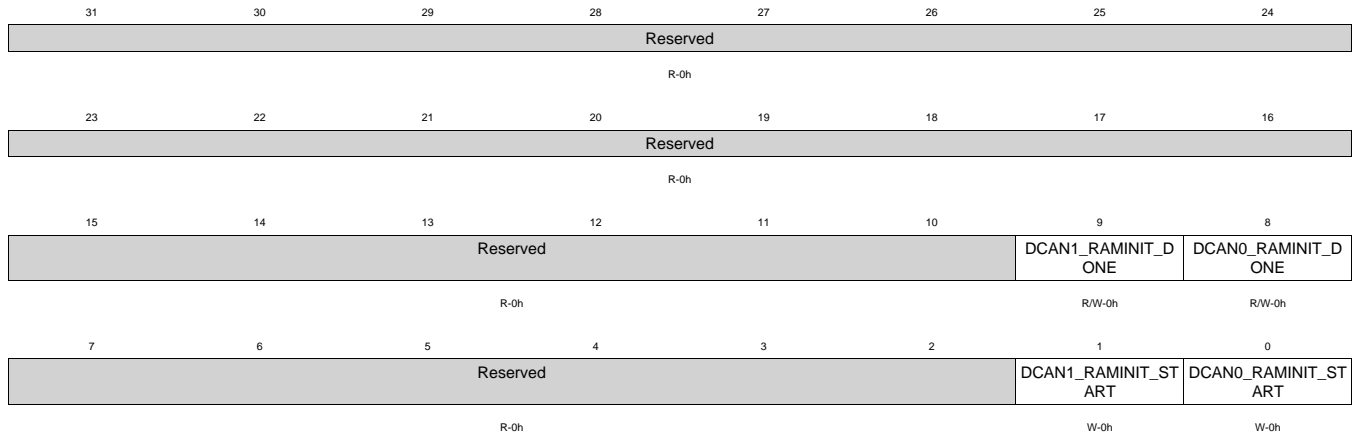 31 30 29 28 27 26 25 24
Reserved
R-0h
23 22 21 20 19 18 17 16
Reserved
R-0h
15 14 13 12 11 10 9 8
Reserved DCAN1_RAMINIT_D DCAN0_RAMINIT_D
ONE ONE
R-0h R/W-0h R/W-0h
7 6 5 4 3 2 1 0
Reserved DCAN1_RAMINIT_ST DCAN0_RAMINIT_ST
ART ART
R-0h W-0h W-0h